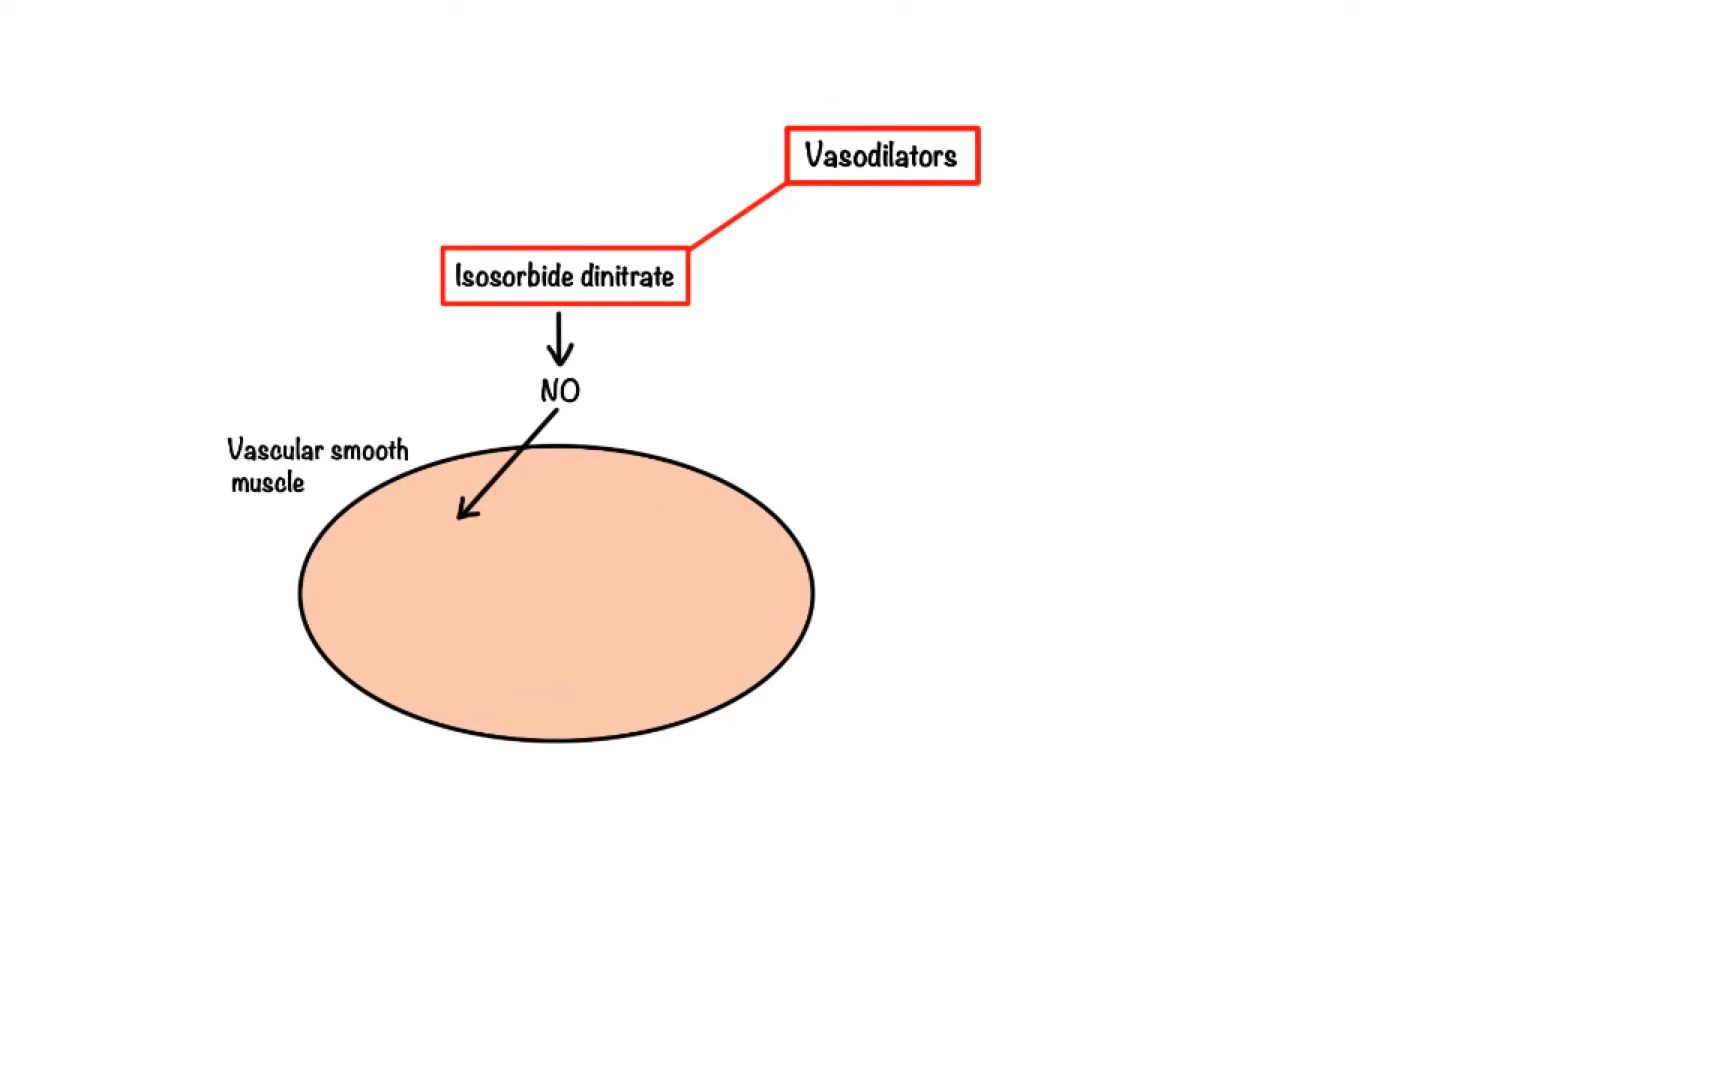 Vasodilators
Isosorbide dinitrate
NO
Vascular smooth
muscle